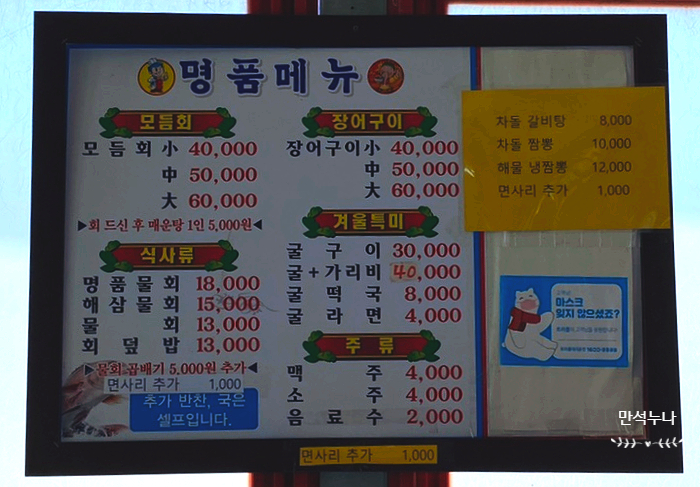 명품메뉴
모듬회
모듬회 小 40,000
中 50,000
大 60,000
▶회 드신 후 매운탕 1인 5,000원◀
식사류
명품물회 18,000
해삼물회 15,000
물회 13,000
회덮밥 13,000
▶물회 곱배기 5,000원 추가◀
면사리 추가 1,000
추가 반찬, 국은
셀프입니다.
장어구이
장어구이 小 40,000
中 50,000
大 60,000
겨울특미
굴구이 30,000
굴+가리비 40,000
굴떡국 8,000
굴라면 4,000
주류
맥주 4,000
소주 4,000
음료수 2,000
차돌 갈비탕 8,000
차돌 짬뽕 10,000
해물 냉짬뽕 12,000
면사리 추가 1,000
마스크
잊지 않으셨죠?
만석누나
면사리 추가 1,000